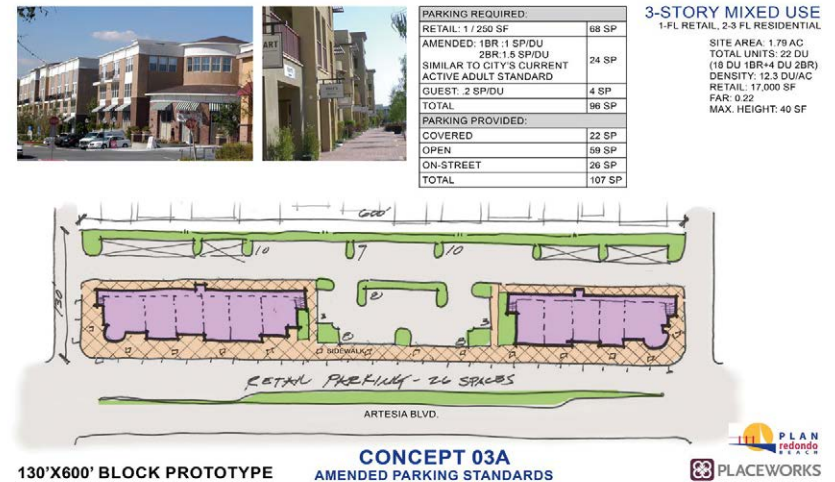 PARKING REQUIRED:
RETAIL: 1 / 250 SF 68 SP
AMENDED: 1BR :1 SP/DU
2BR:1.5 SP/DU
SIMILAR TO CITY'S CURRENT
ACTIVE ADULT STANDARD 24 SP
GUEST: .2 SP/DU 4 SP
TOTAL 96 SP
PARKING PROVIDED:
COVERED 22 SP
OPEN 59 SP
ON-STREET 26 SP
TOTAL 107 SP
3-STORY MIXED USE
1-FL RETAIL, 2-3 FL RESIDENTIAL
SITE AREA: 1.79 AC
TOTAL UNITS: 22 DU
(18 DU 1BR+4 DU 2BR)
DENSITY: 12.3 DU/AC
RETAIL: 17,000 SF
FAR: 0.22
MAX. HEIGHT: 40 SF
ART
600'
10 7 10
130'
8
3
8 8
SIDEWALK
RETAIL PARKING - 26 SPACES
ARTESIA BLVD.
130'X600' BLOCK PROTOTYPE
CONCEPT 03A
AMENDED PARKING STANDARDS
PLAN
redondo
BEACH
PLACEWORKS